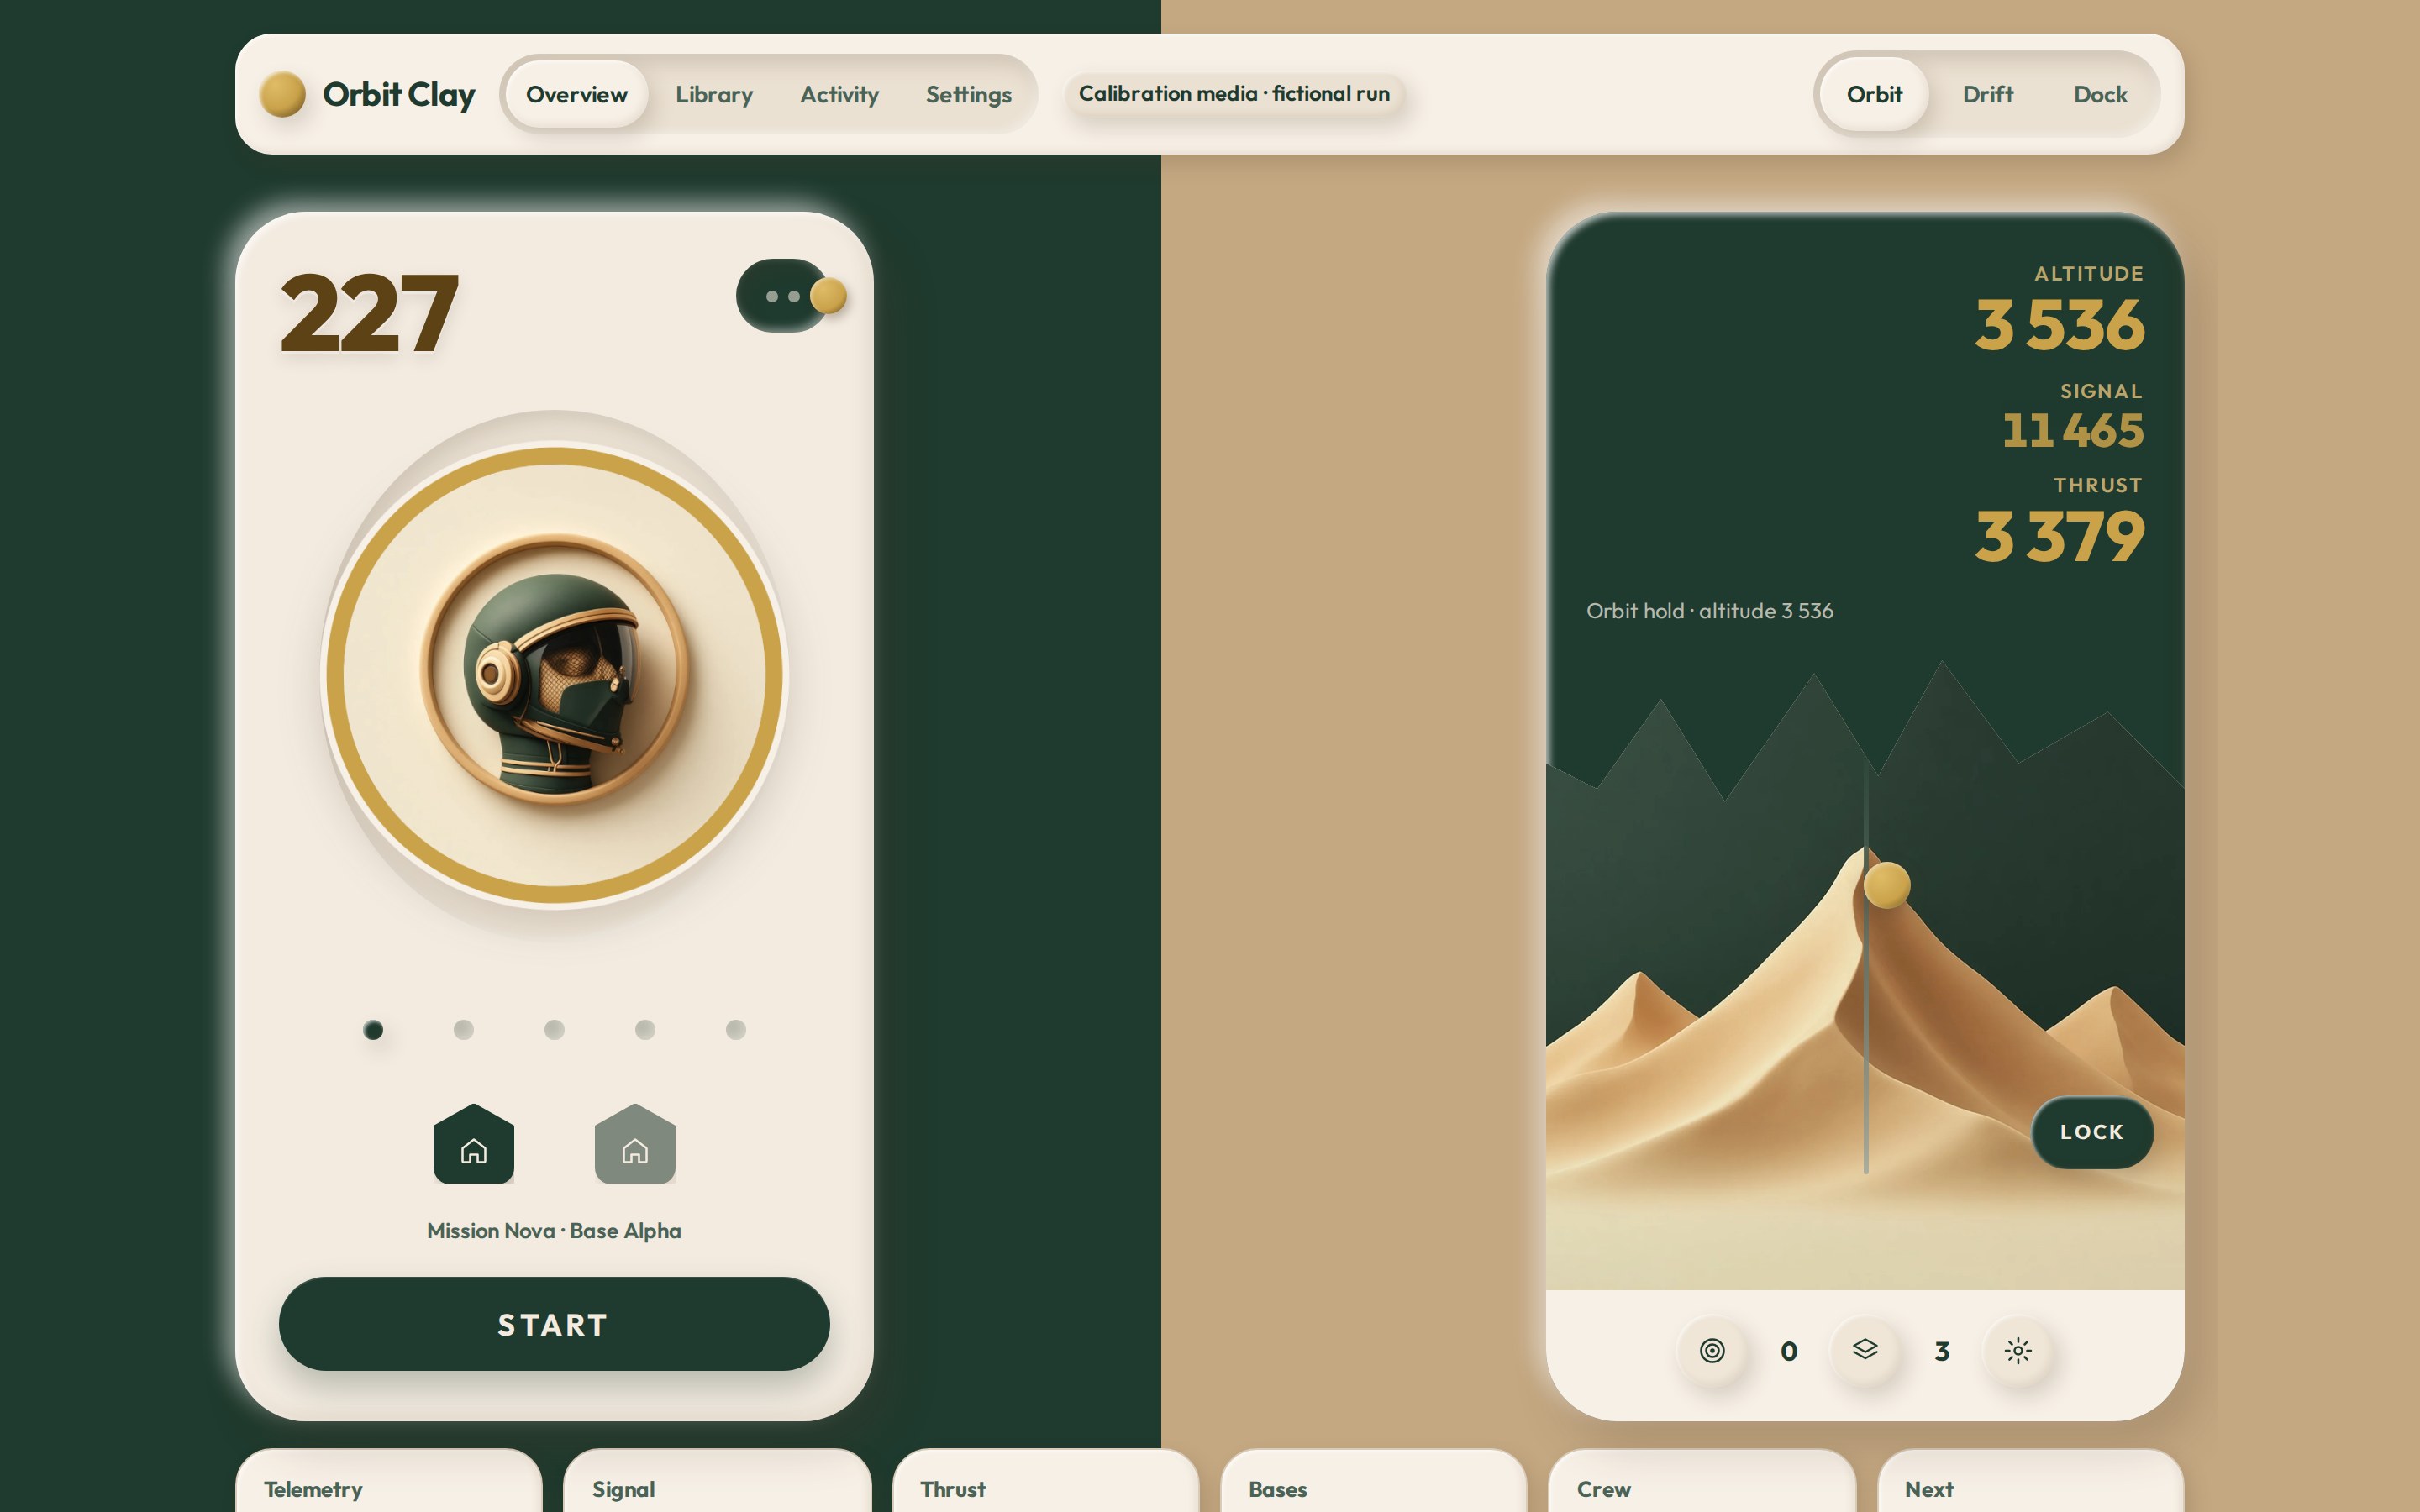 Orbit Clay
Overview
Library
Activity
Settings
Calibration media · fictional run
Orbit
Drift
Dock
227
Mission Nova · Base Alpha
START
ALTITUDE
3 536
SIGNAL
11 465
THRUST
3 379
Orbit hold · altitude 3 536
LOCK
0
3
Telemetry
Signal
Thrust
Bases
Crew
Next